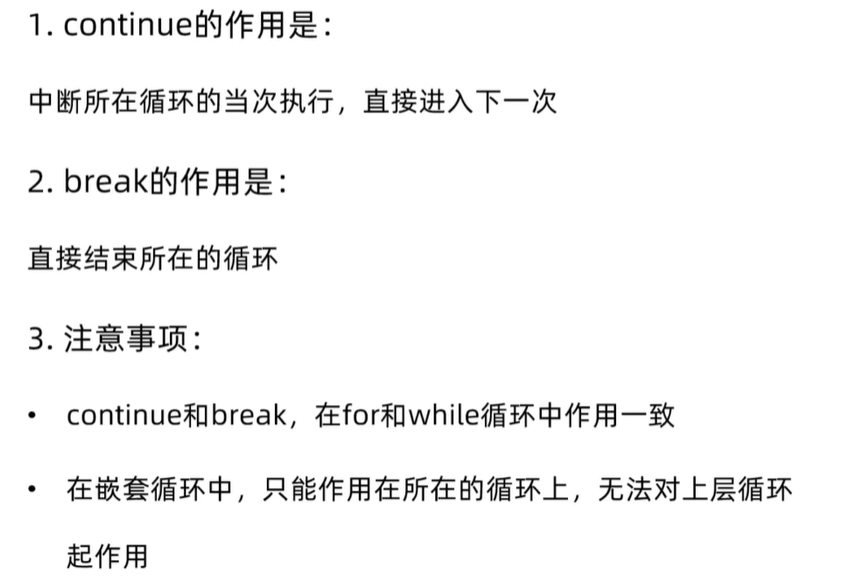 1. continue的作用是：
中断所在循环的当次执行，直接进入下一次
2. break的作用是：
直接结束所在的循环
3. 注意事项：
• continue和break，在for和while循环中作用一致
• 在嵌套循环中，只能作用在所在的循环上，无法对上层循环
起作用